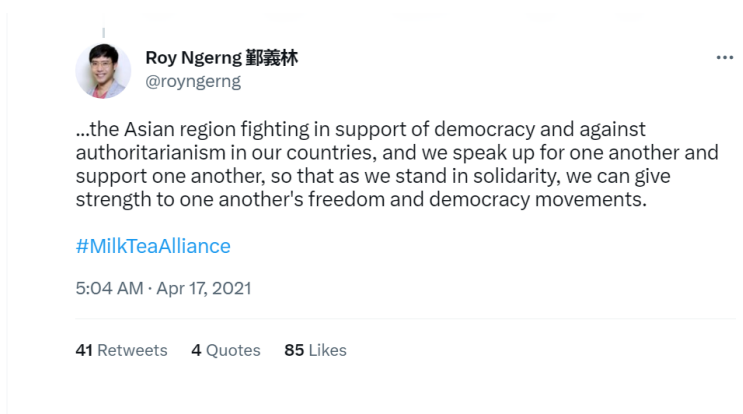 Roy Ngerng 鄞義林
@royngerng
...the Asian region fighting in support of democracy and against
authoritarianism in our countries, and we speak up for one another and
support one another, so that as we stand in solidarity, we can give
strength to one another's freedom and democracy movements.
#MilkTeaAlliance
5:04 AM · Apr 17, 2021
41 Retweets 4 Quotes 85 Likes